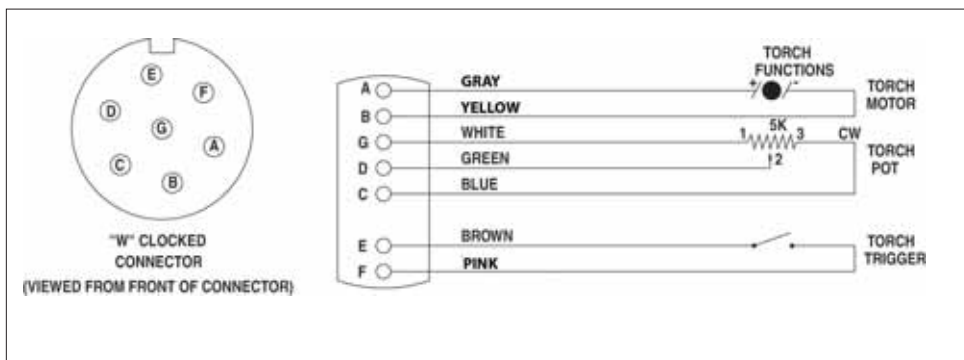 E
F
D
G
A
C
B
"W" CLOCKED
CONNECTOR
(VIEWED FROM FRONT OF CONNECTOR)
TORCH
FUNCTIONS
A GRAY + - TORCH
MOTOR
B YELLOW
G WHITE 1 5K 3 CW
D GREEN 2 TORCH
POT
C BLUE
E BROWN TORCH
TRIGGER
F PINK